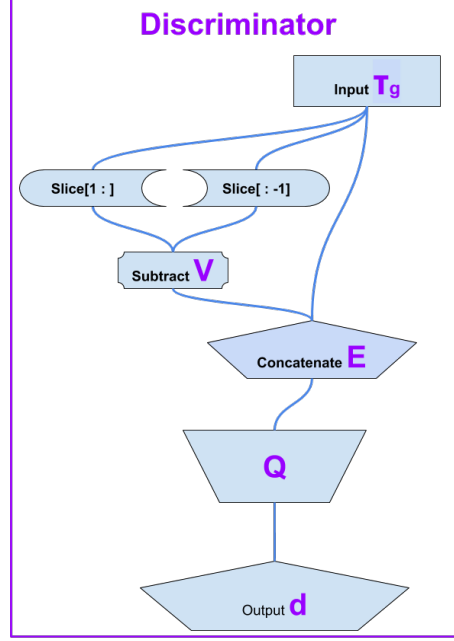 Discriminator
Input Tg
Slice[1 : ] Slice[ : -1]
Subtract V
Concatenate E
Q
Output d